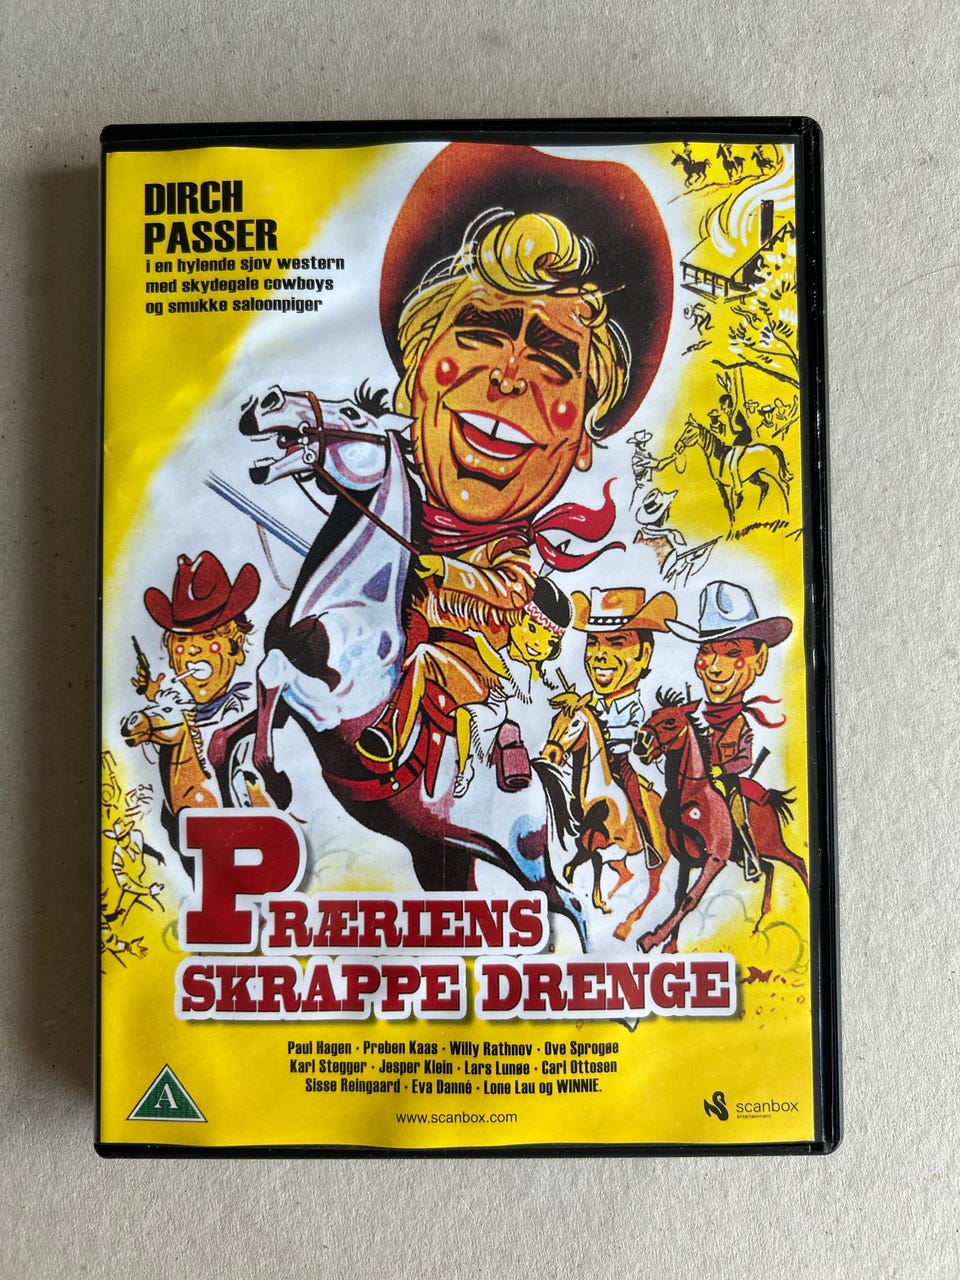 DIRCH
PASSER
i en hylende sjov western
med skydegale cowboys
og smukke saloonpiger
PRÆRIENS
SKRAPPE DRENGE
Paul Hagen · Preben Kaas · Willy Rathnov · Ove Sprogøe
Karl Stegger · Jesper Klein · Lars Lunøe · Carl Ottosen
Sisse Reingaard · Eva Danné · Lone Lau og WINNIE.
A
www.scanbox.com
scanbox
entertainment